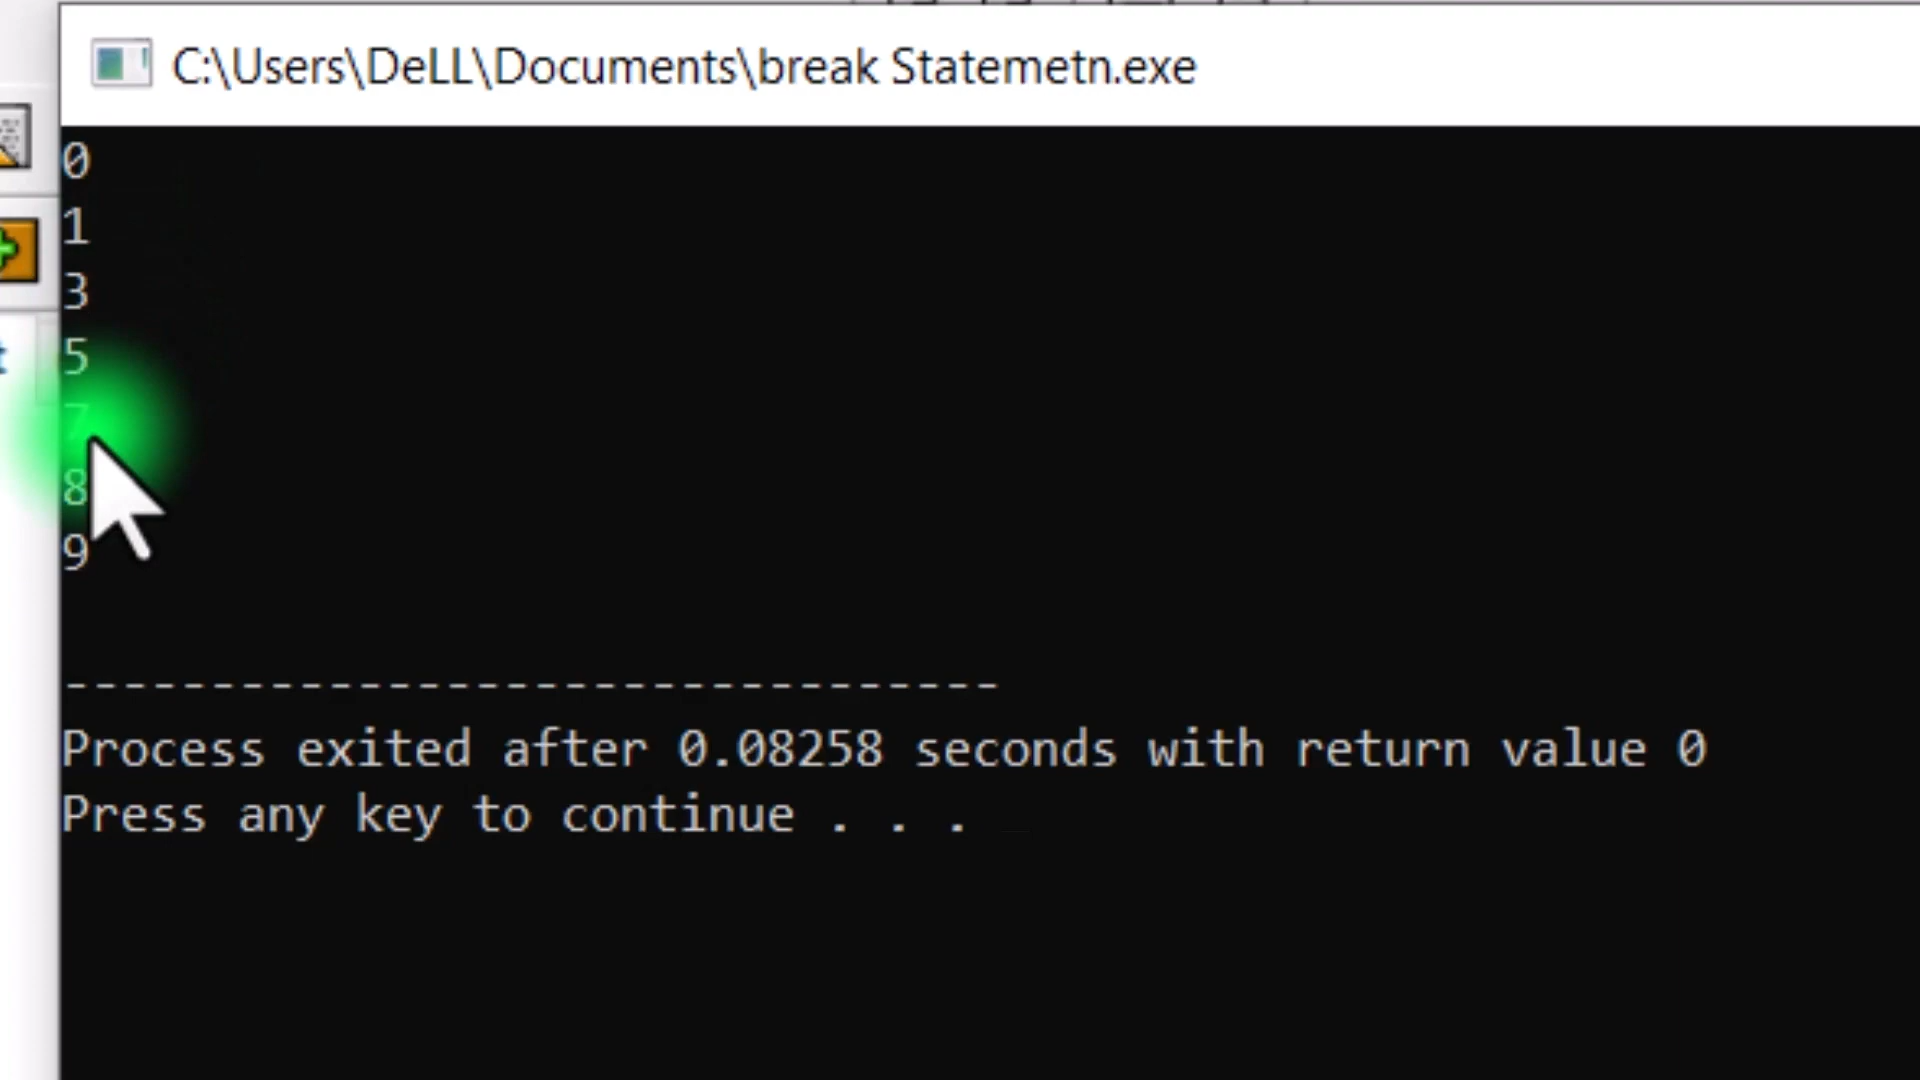 C:\Users\DeLL\Documents\break Statemetn.exe
0
1
3
5
7
8
9
-----------------------------------
Process exited after 0.08258 seconds with return value 0
Press any key to continue . . .
t